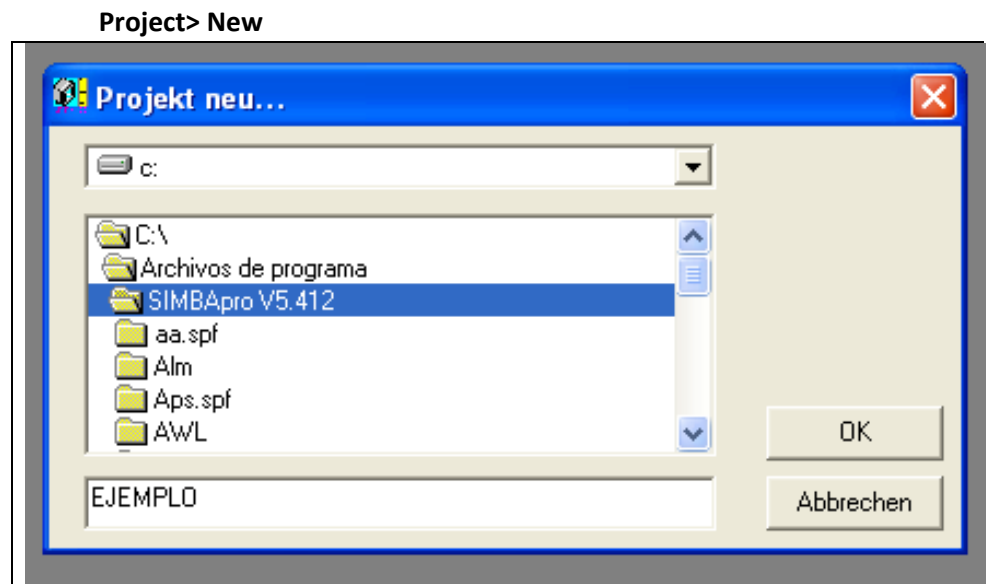 Project> New
Projekt neu...
c:
C:\
Archivos de programa
SIMBApro V5.412
aa.spf
Alm
Aps.spf
AWL
OK
EJEMPLO
Abbrechen